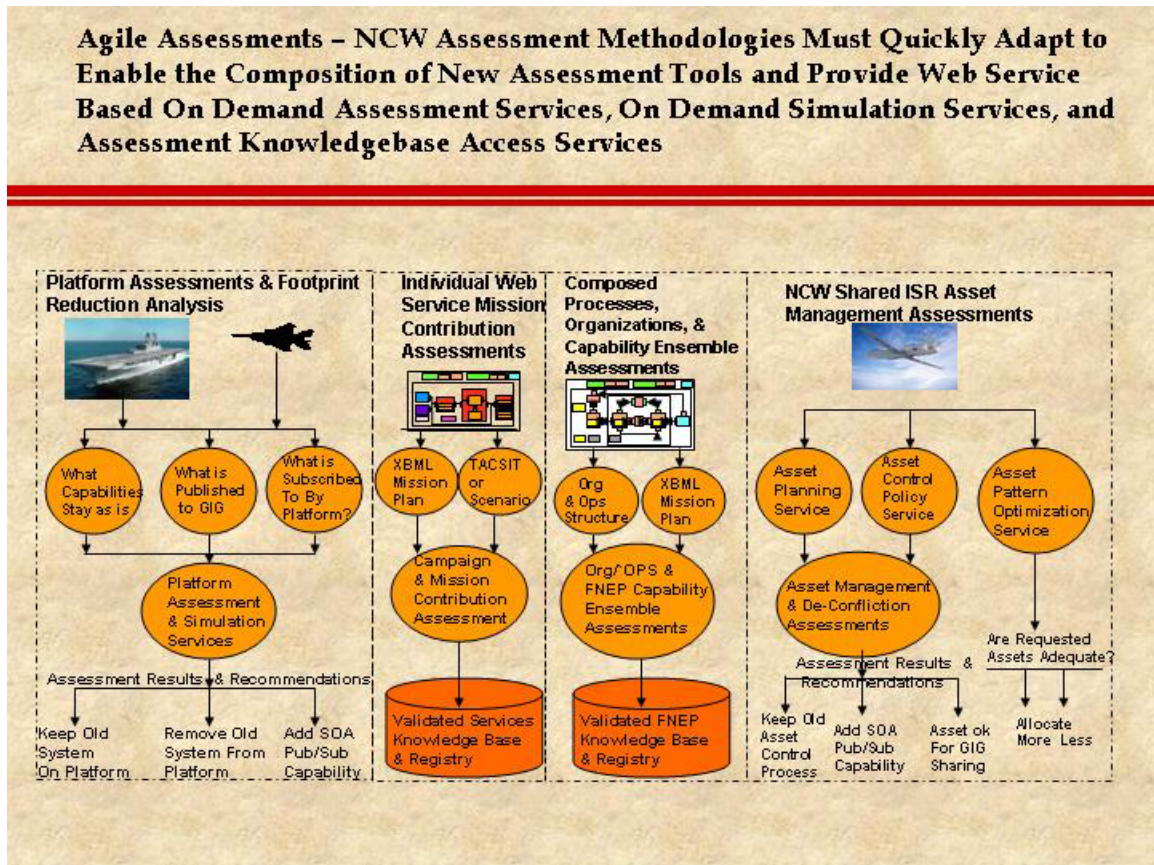 Agile Assessments – NCW Assessment Methodologies Must Quickly Adapt to
Enable the Composition of New Assessment Tools and Provide Web Service
Based On Demand Assessment Services, On Demand Simulation Services, and
Assessment Knowledgebase Access Services
Platform Assessments & Footprint
Reduction Analysis
What
Capabilities
Stay as is
What is
Published
to GIG
What is
Subscribed
To By
Platform?
Platform
Assessment
& Simulation
Services
Assessment Results & Recommendations
Keep Old
System
On Platform
Remove Old
System From
Platform
Add SOA
Pub/Sub
Capability
Individual Web
Service Mission
Contribution
Assessments
XBML
Mission
Plan
TACSIT
or
Scenario
Campaign
& Mission
Contribution
Assessment
Validated Services
Knowledge Base
& Registry
Composed
Processes,
Organizations, &
Capability Ensemble
Assessments
Org
& Ops
Structure
XBML
Mission
Plan
Org/`OPS &
FNEP Capability
Ensemble
Assessments
Validated FNEP
Knowledge Base
& Registry
NCW Shared ISR Asset
Management Assessments
Asset
Planning
Service
Asset
Control
Policy
Service
Asset
Pattern
Optimization
Service
Asset Management
& De-Confliction
Assessments
Assessment Results &
Recommendations
Keep Old
Asset
Control
Process
Add SOA
Pub/Sub
Capability
Asset ok
For GIG
Sharing
Are Requested
Assets Adequate?
Allocate
More Less